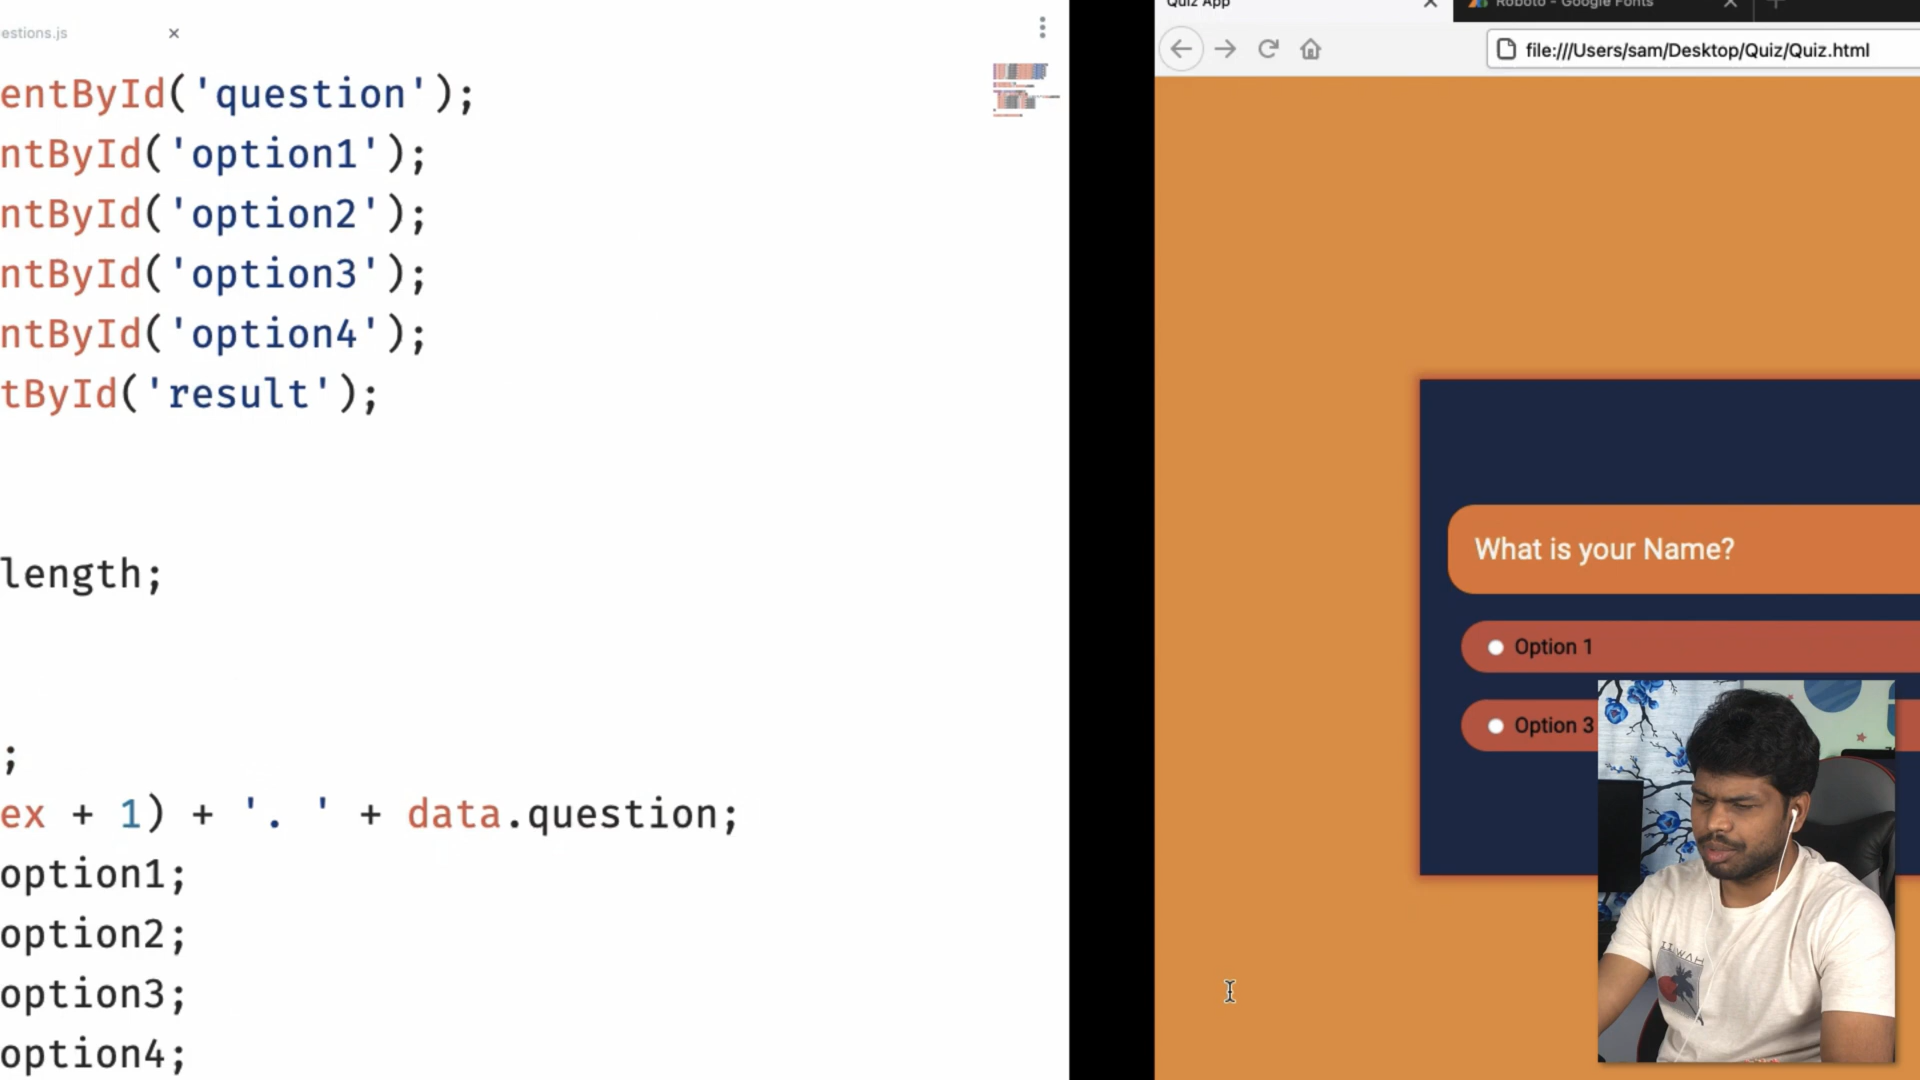 estions.js
entById('question');
ntById('option1');
ntById('option2');
ntById('option3');
ntById('option4');
tById('result');
length;
;
ex + 1) + '. ' + data.question;
option1;
option2;
option3;
option4;
Quiz App
Roboto - Google Fonts
file:///Users/sam/Desktop/Quiz/Quiz.html
What is your Name?
Option 1
Option 3